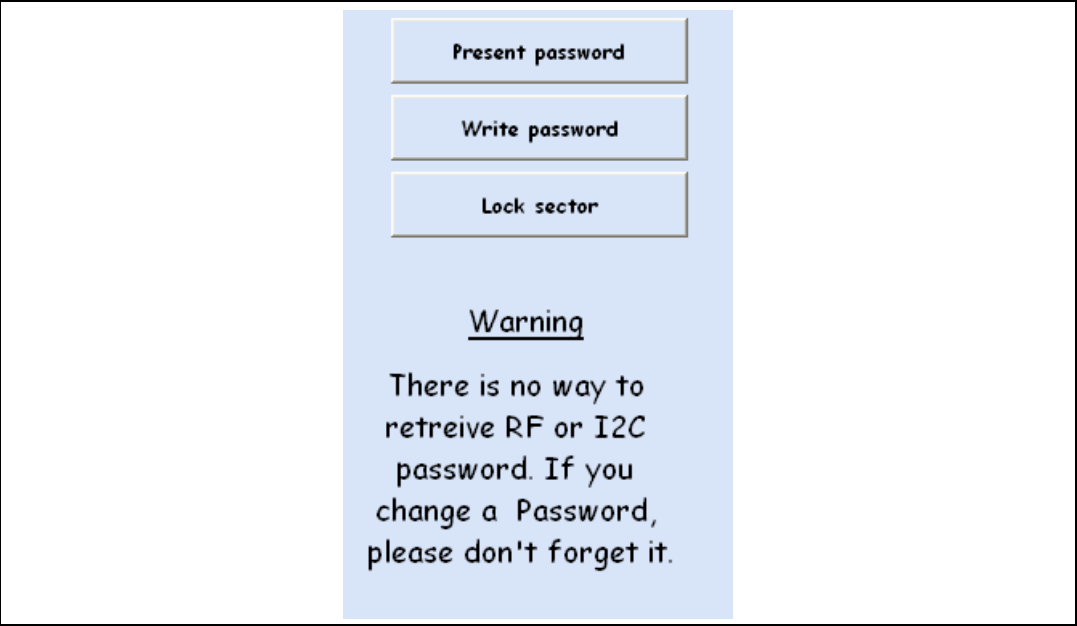 Present password
Write password
Lock sector
Warning
There is no way to
retreive RF or I2C
password. If you
change a  Password,
please don't forget it.